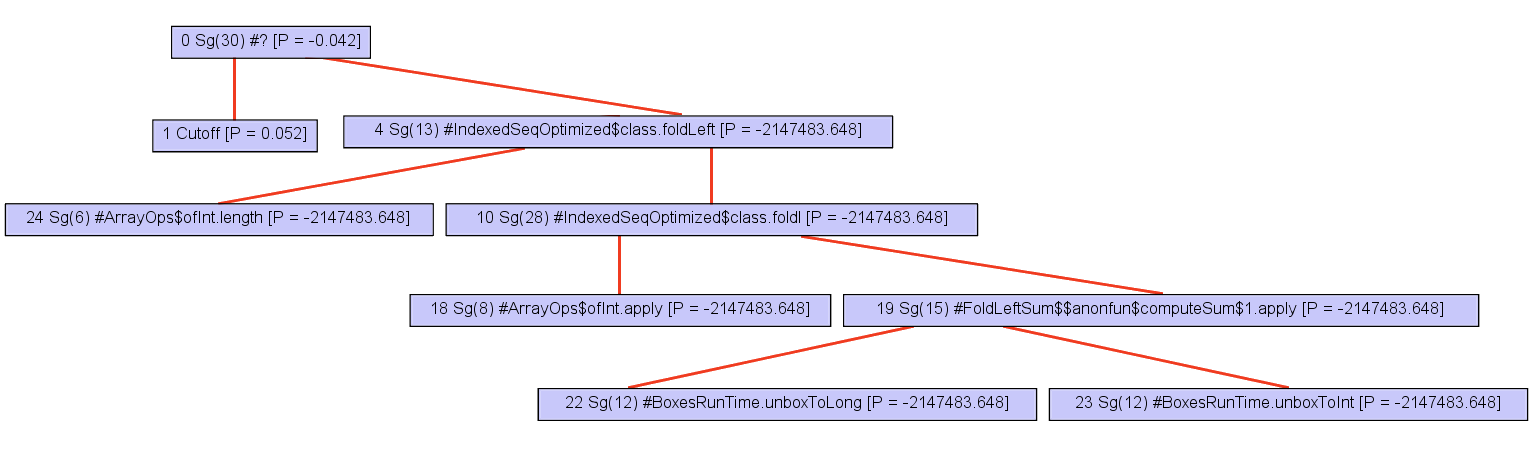 0 Sg(30) #? [P = -0.042]
1 Cutoff [P = 0.052]
4 Sg(13) #IndexedSeqOptimized$class.foldLeft [P = -2147483.648]
24 Sg(6) #ArrayOps$ofInt.length [P = -2147483.648]
10 Sg(28) #IndexedSeqOptimized$class.foldl [P = -2147483.648]
18 Sg(8) #ArrayOps$ofInt.apply [P = -2147483.648]
19 Sg(15) #FoldLeftSum$$anonfun$computeSum$1.apply [P = -2147483.648]
22 Sg(12) #BoxesRunTime.unboxToLong [P = -2147483.648]
23 Sg(12) #BoxesRunTime.unboxToInt [P = -2147483.648]